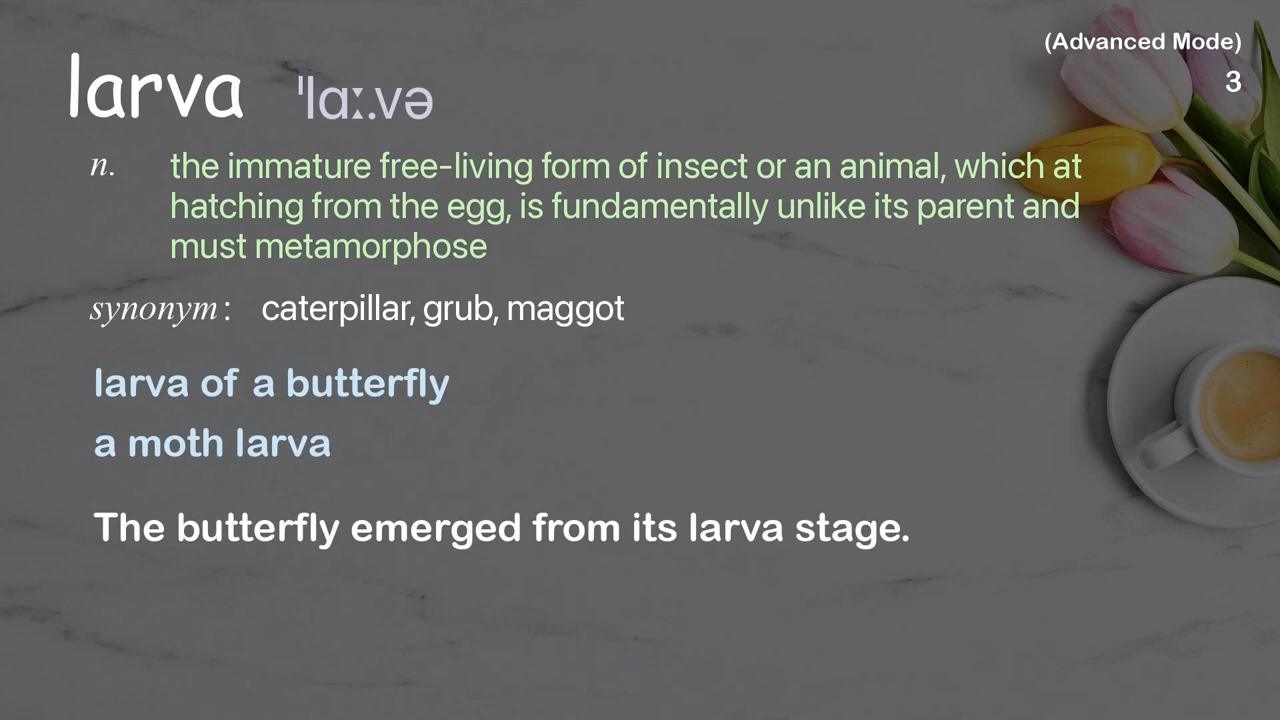 (Advanced Mode)
3
larva ˈlɑː.və
n. the immature free-living form of insect or an animal, which at
hatching from the egg, is fundamentally unlike its parent and
must metamorphose
synonym: caterpillar, grub, maggot
larva of a butterfly
a moth larva
The butterfly emerged from its larva stage.